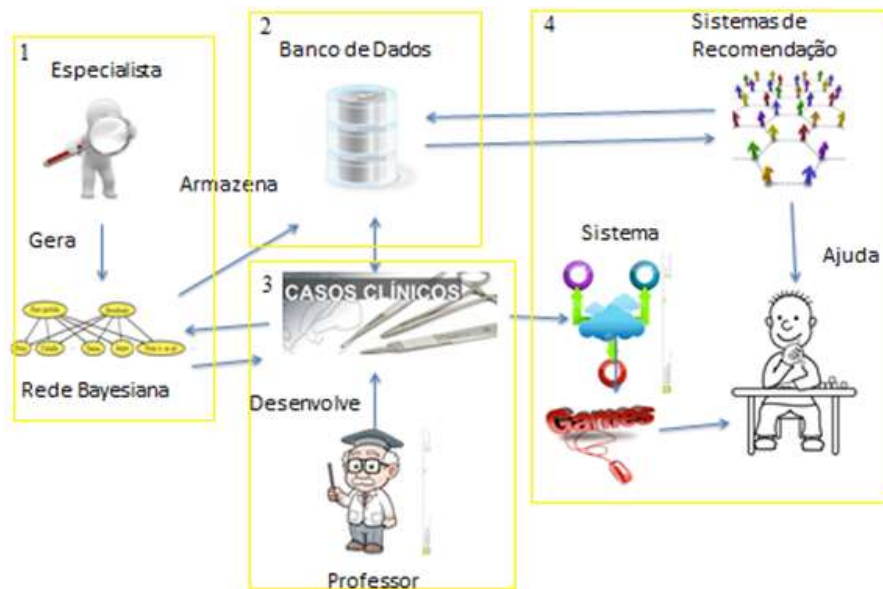 1
Especialista
Gera
Rede Bayesiana
2
Banco de Dados
Armazena
3
CASOS CLÍNICOS
Desenvolve
Professor
4
Sistemas de
Recomendação
Sistema
Ajuda
Games